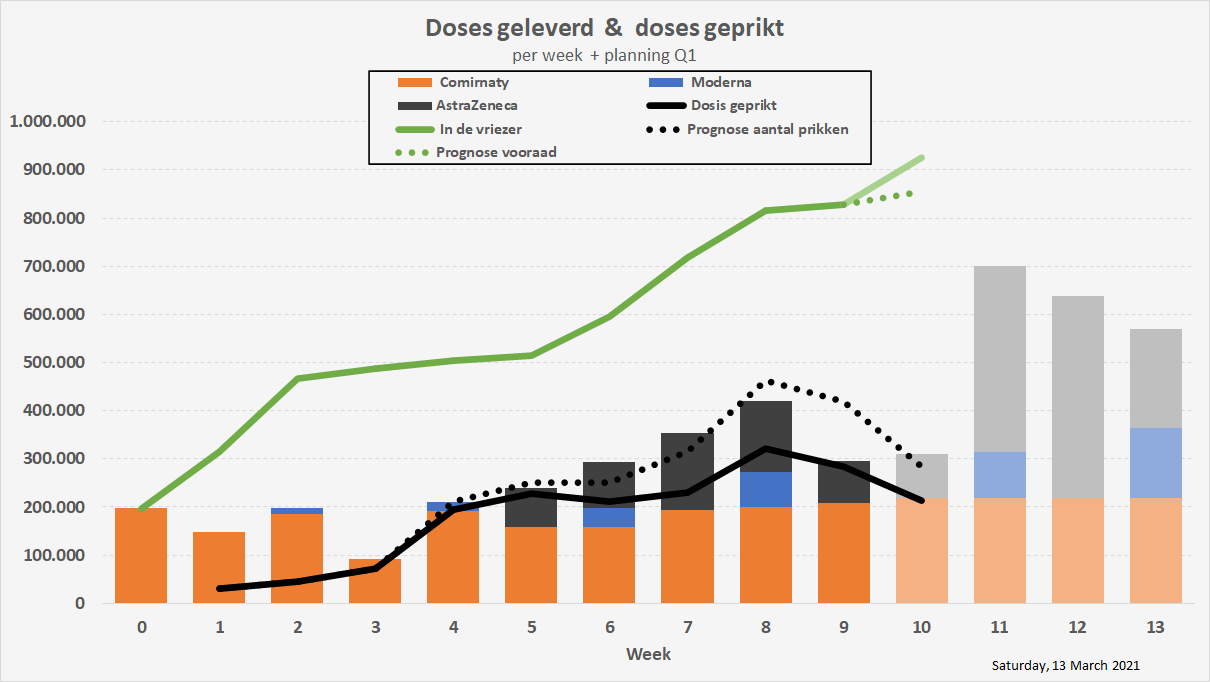 Doses geleverd & doses geprikt
per week + planning Q1
Comirnaty Moderna
AstraZeneca Dosis geprikt
In de vriezer Prognose aantal prikken
Prognose vooraad
1.000.000
900.000
800.000
700.000
600.000
500.000
400.000
300.000
200.000
100.000
0
0 1 2 3 4 5 6 7 8 9 10 11 12 13
Week
Saturday, 13 March 2021